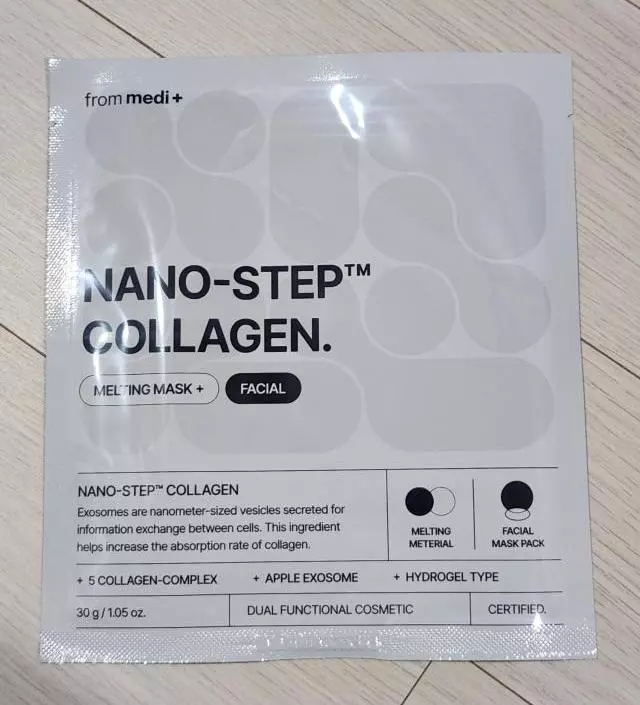 from medi+
NANO-STEP™
COLLAGEN.
MELTING MASK +
FACIAL
NANO-STEP™ COLLAGEN
Exosomes are nanometer-sized vesicles secreted for
information exchange between cells. This ingredient
helps increase the absorption rate of collagen.
MELTING
METERIAL
FACIAL
MASK PACK
+ 5 COLLAGEN-COMPLEX
+ APPLE EXOSOME
+ HYDROGEL TYPE
30 g / 1.05 oz.
DUAL FUNCTIONAL COSMETIC
CERTIFIED.